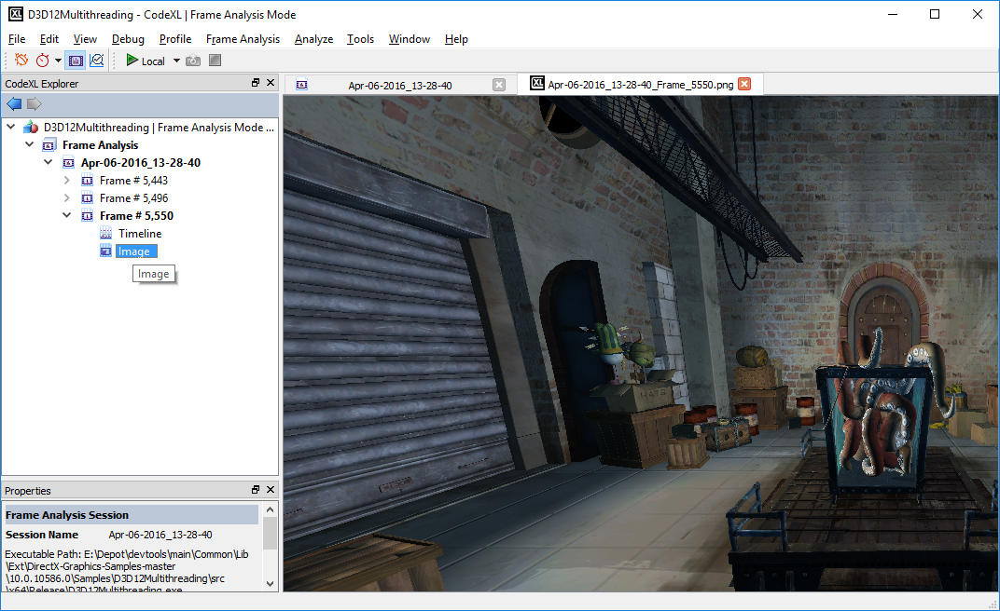 XL D3D12Multithreading - CodeXL | Frame Analysis Mode
File Edit View Debug Profile Frame Analysis Analyze Tools Window Help
Local
CodeXL Explorer
Apr-06-2016_13-28-40
XL Apr-06-2016_13-28-40_Frame_5550.png
D3D12Multithreading | Frame Analysis Mode ...
Frame Analysis
Apr-06-2016_13-28-40
Frame # 5,443
Frame # 5,496
Frame # 5,550
Timeline
Image
Image
Properties
Frame Analysis Session
Session Name Apr-06-2016_13-28-40
Executable Path: E:\Depot\devtools\main\Common\Lib
\Ext\DirectX-Graphics-Samples-master
\10.0.10586.0\Samples\D3D12Multithreading\src
\x64\Release\D3D12Multithreading.exe